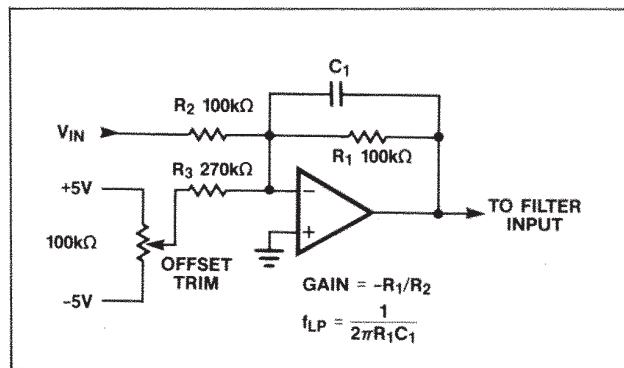 C1
R2 100kΩ
VIN
R1 100kΩ
R3 270kΩ
+5V
−
+
100kΩ
OFFSET
TRIM
-5V
TO FILTER
INPUT
GAIN = -R1/R2
fLP = 1
2πR1C1